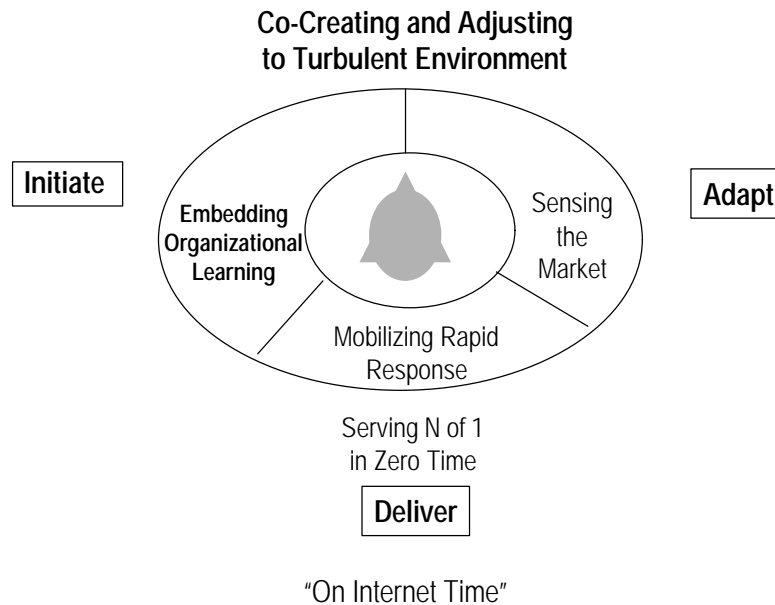 Co-Creating and Adjusting
to Turbulent Environment
Initiate
Adapt
Embedding
Organizational
Learning
Sensing
the
Market
Mobilizing Rapid
Response
Serving N of 1
in Zero Time
Deliver
“On Internet Time”